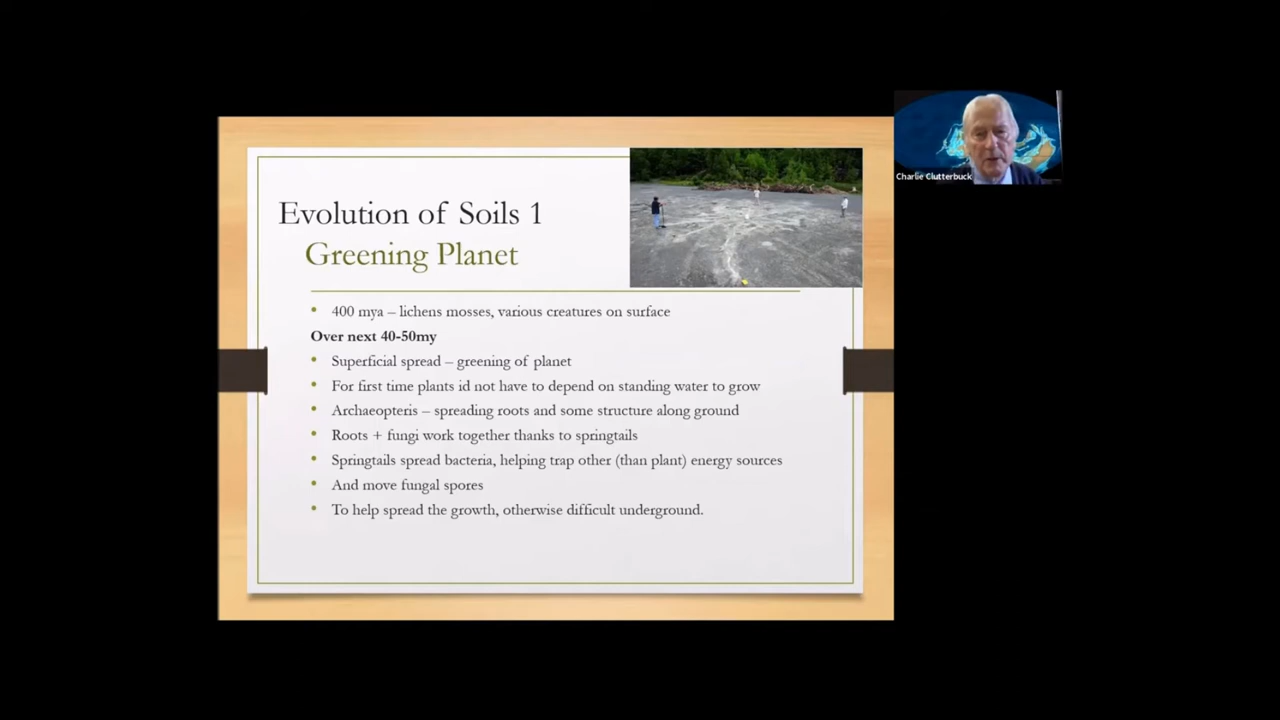 Evolution of Soils 1
Greening Planet
• 400 mya – lichens mosses, various creatures on surface
Over next 40-50my
• Superficial spread – greening of planet
• For first time plants id not have to depend on standing water to grow
• Archaeopteris – spreading roots and some structure along ground
• Roots + fungi work together thanks to springtails
• Springtails spread bacteria, helping trap other (than plant) energy sources
• And move fungal spores
• To help spread the growth, otherwise difficult underground.
Charlie Clutterbuck